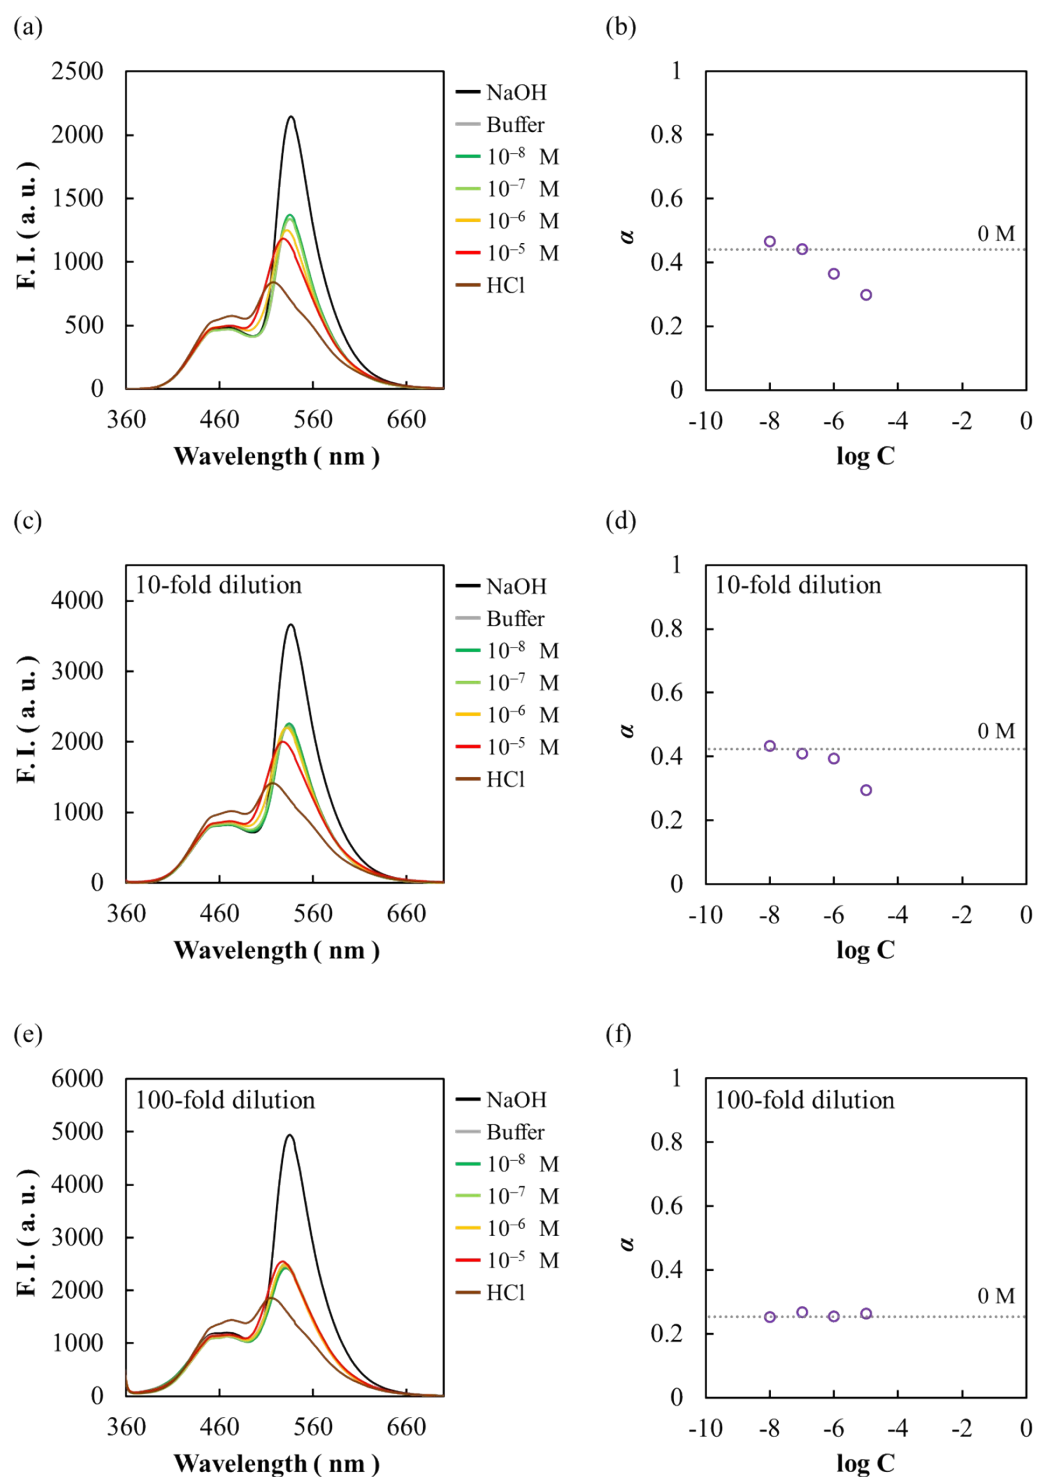 (a)
2500
2000
1500
1000
500
0
360
460
560
660
F. I. ( a. u. )
Wavelength ( nm )
NaOH
Buffer
10⁻⁸ M
10⁻⁷ M
10⁻⁶ M
10⁻⁵ M
HCl
(b)
1
0.8
0.6
0.4
0.2
0
-10
-8
-6
-4
-2
0
α
log C
0 M
(c)
10-fold dilution
4000
3000
2000
1000
0
360
460
560
660
F. I. ( a. u. )
Wavelength ( nm )
NaOH
Buffer
10⁻⁸ M
10⁻⁷ M
10⁻⁶ M
10⁻⁵ M
HCl
(d)
10-fold dilution
1
0.8
0.6
0.4
0.2
0
-10
-8
-6
-4
-2
0
α
log C
0 M
(e)
100-fold dilution
6000
5000
4000
3000
2000
1000
0
360
460
560
660
F. I. ( a. u. )
Wavelength ( nm )
NaOH
Buffer
10⁻⁸ M
10⁻⁷ M
10⁻⁶ M
10⁻⁵ M
HCl
(f)
100-fold dilution
1
0.8
0.6
0.4
0.2
0
-10
-8
-6
-4
-2
0
α
log C
0 M